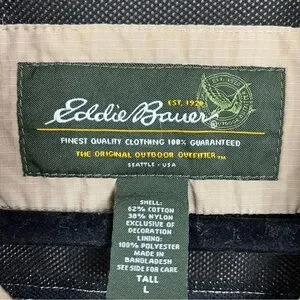 EST. 1920
Eddie Bauer
FINEST QUALITY CLOTHING 100% GUARANTEED
THE ORIGINAL OUTDOOR OUTFITTER™
SEATTLE - USA
SHELL:
62% COTTON
38% NYLON
EXCLUSIVE OF
DECORATION
LINING:
100% POLYESTER
MADE IN
BANGLADESH
SEE SIDE FOR CARE
TALL
L